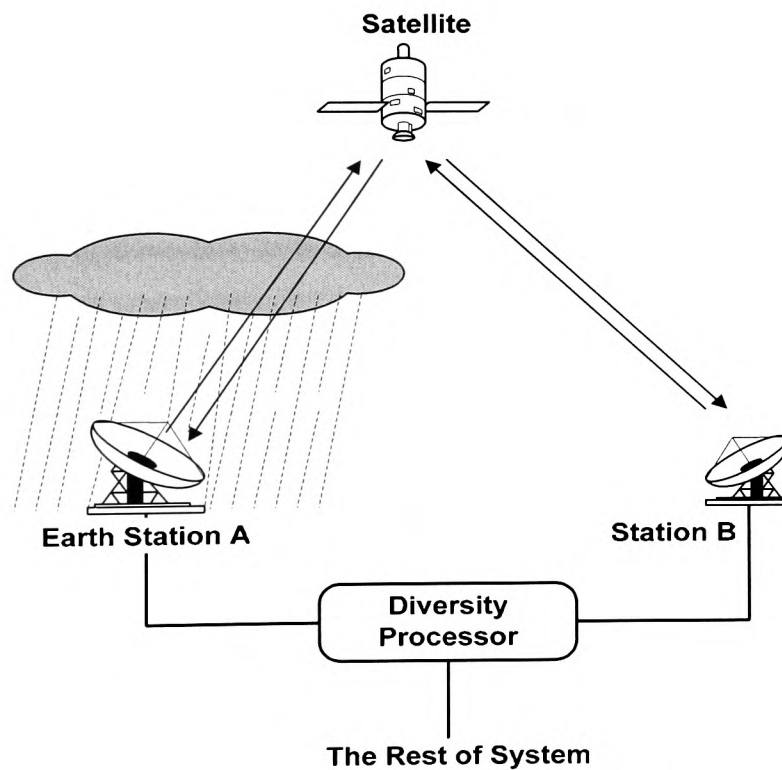 Satellite
Earth Station A
Station B
Diversity
Processor
The Rest of System